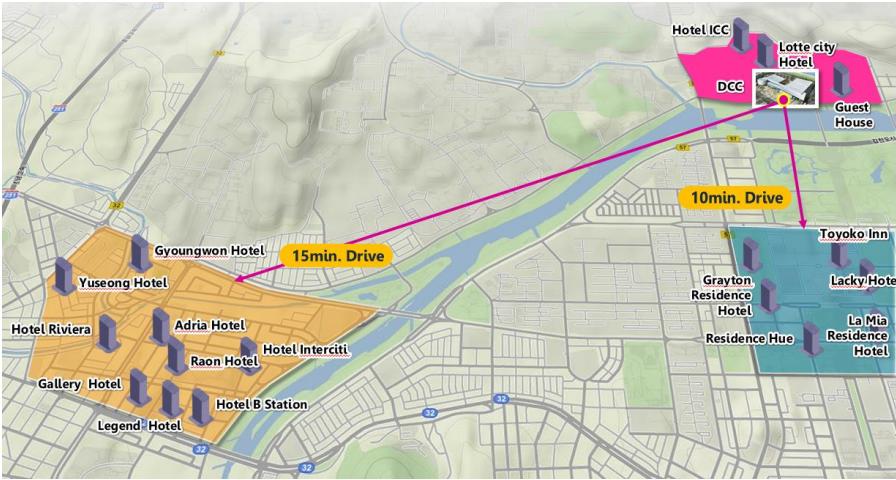 Hotel ICC
Lotte city
Hotel
DCC
Guest
House
10min. Drive
15min. Drive
Gyoungwon Hotel
Yuseong Hotel
Hotel Riviera
Adria Hotel
Raon Hotel
Hotel Interciti
Gallery Hotel
Hotel B Station
Legend Hotel
Toyoko Inn
Grayton
Residence
Hotel
Lacky Hote
Residence Hue
La Mia
Residence
Hotel
32
57
57
32
32
32
32